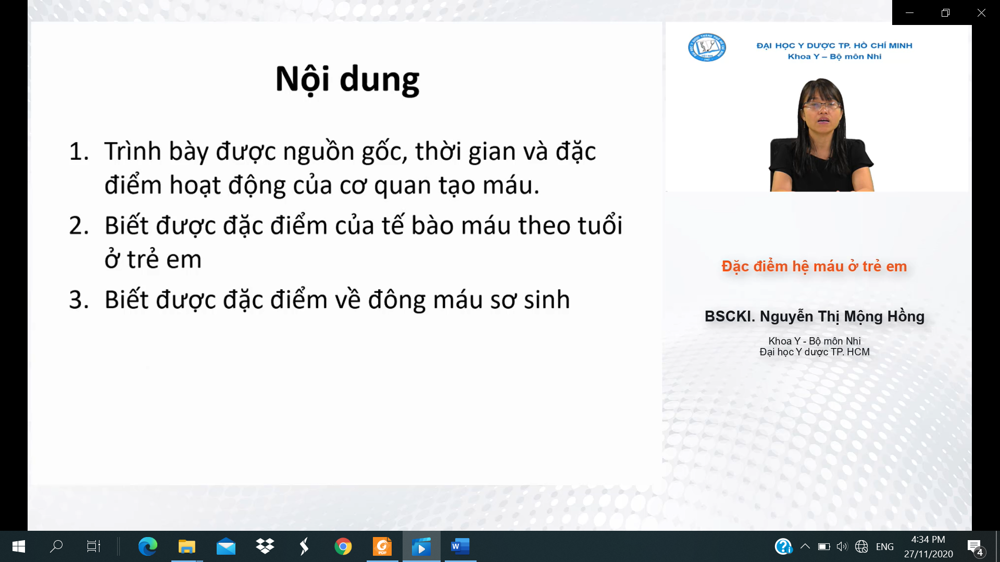 Nội dung
1. Trình bày được nguồn gốc, thời gian và đặc
điểm hoạt động của cơ quan tạo máu.
2. Biết được đặc điểm của tế bào máu theo tuổi
ở trẻ em
3. Biết được đặc điểm về đông máu sơ sinh
ĐẠI HỌC Y DƯỢC TP. HỒ CHÍ MINH
Khoa Y – Bộ môn Nhi
Đặc điểm hệ máu ở trẻ em
BSCKI. Nguyễn Thị Mộng Hồng
Khoa Y - Bộ môn Nhi
Đại học Y dược TP. HCM
PDF
W
ENG
4:34 PM
27/11/2020
4